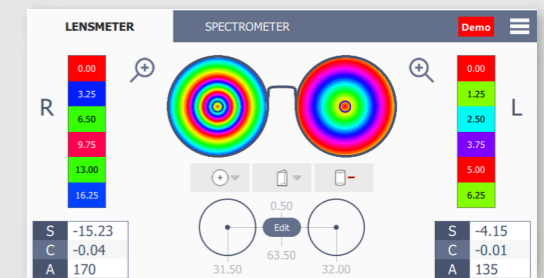 LENSMETER SPECTROMETER Demo
R
0.00
3.25
6.50
9.75
13.00
16.25
0.00
1.25
2.50
3.75
5.00
6.25
L
0.50
Edit
63.50
31.50 32.00
S -15.23
C -0.04
A 170
S -4.15
C -0.01
A 135